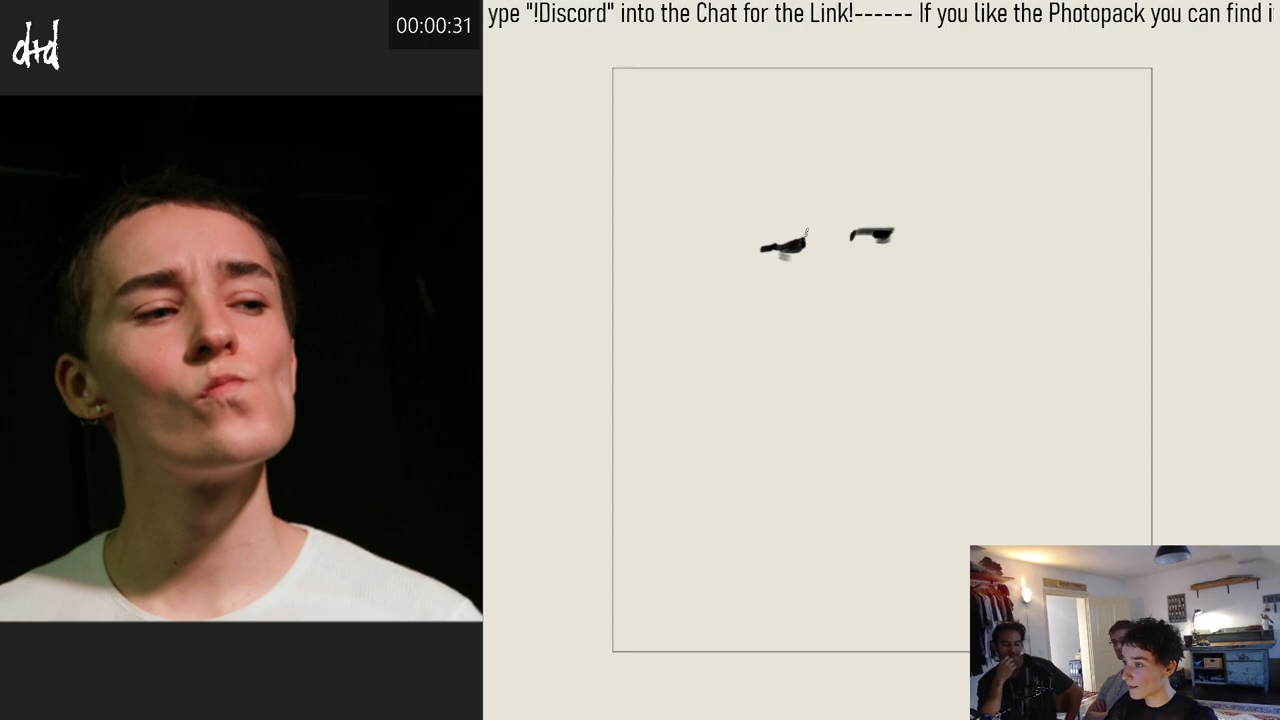 d+d
00:00:31
ype "!Discord" into the Chat for the Link!------ If you like the Photopack you can find i